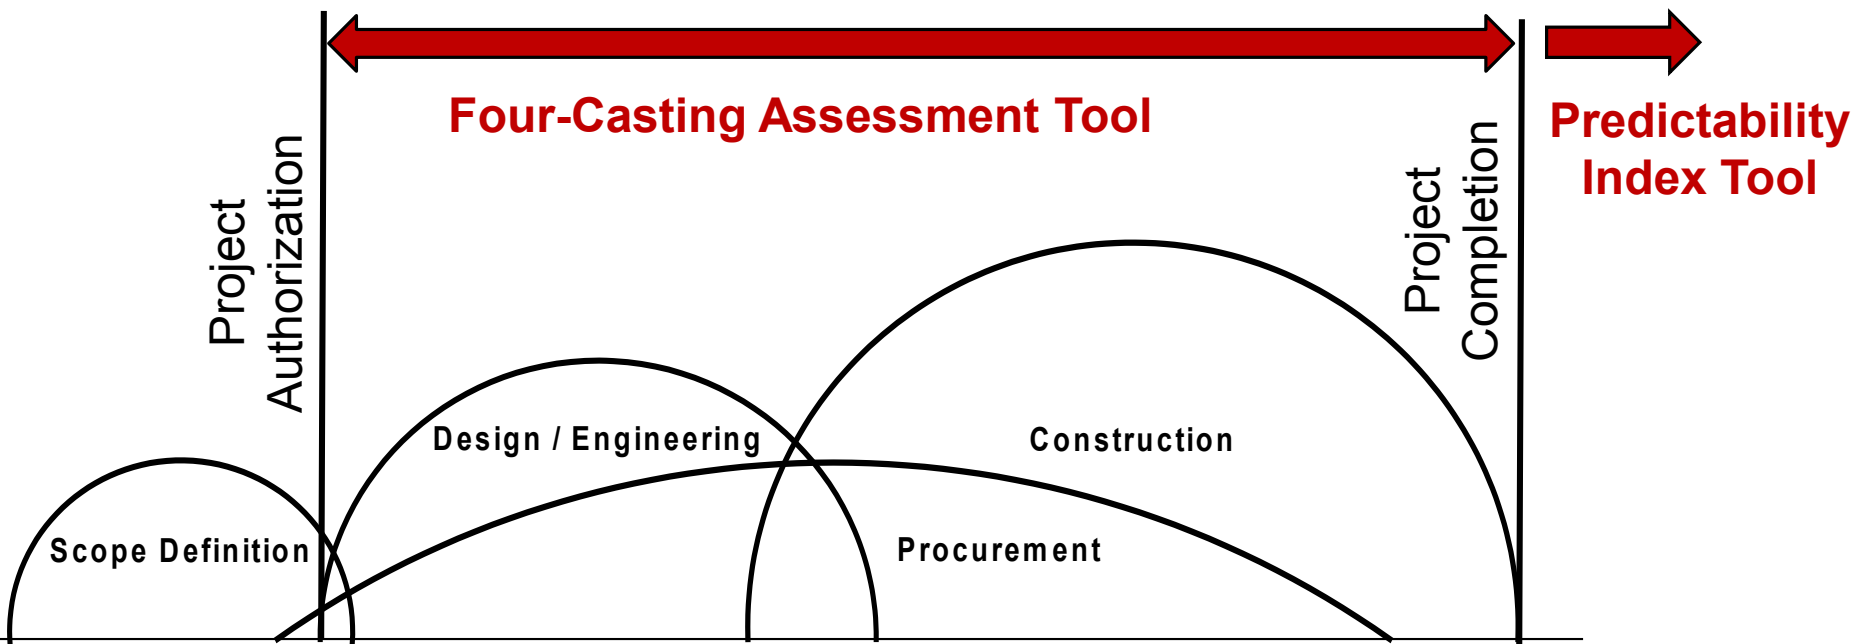 Four-Casting Assessment Tool
Predictability
Index Tool
Project
Authorization
Project
Completion
Design / Engineering
Construction
Scope Definition
Procurement